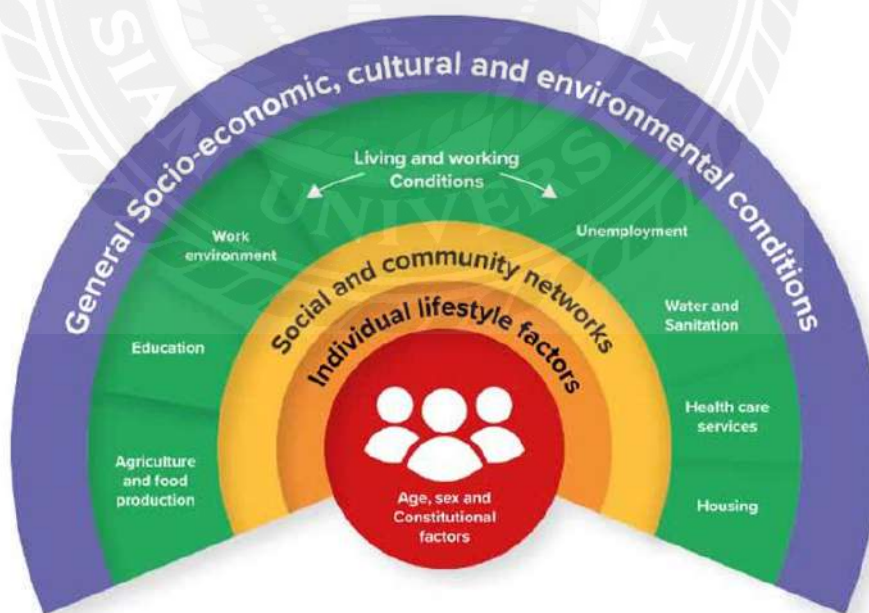 General Socio-economic, cultural and environmental conditions
Living and working
Conditions
Work
environment
Unemployment
Social and community networks
Water and
Sanitation
Education
Individual lifestyle factors
Health care
services
Agriculture
and food
production
Housing
Age, sex and
Constitutional
factors
SIAM UNIVERSITY